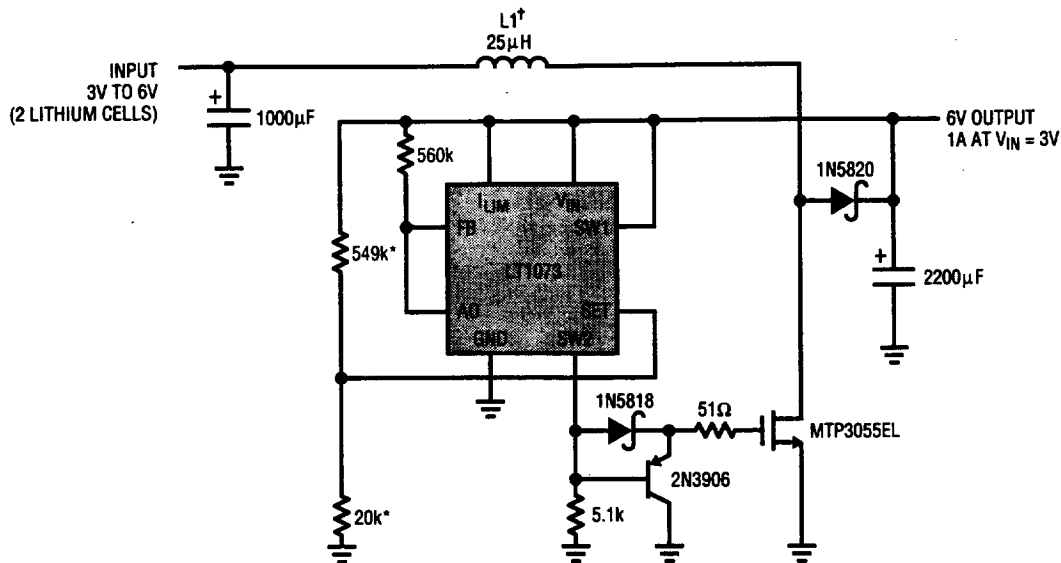 L1†
25µH
INPUT
3V TO 6V
(2 LITHIUM CELLS)
+
1000µF
6V OUTPUT
1A AT VIN = 3V
560k
1N5820
ILIM
VIN
FB
SW1
549k*
LT1073
+
2200µF
AO
SET
GND
SW2
1N5818
51Ω
MTP3055EL
2N3906
20k*
5.1k